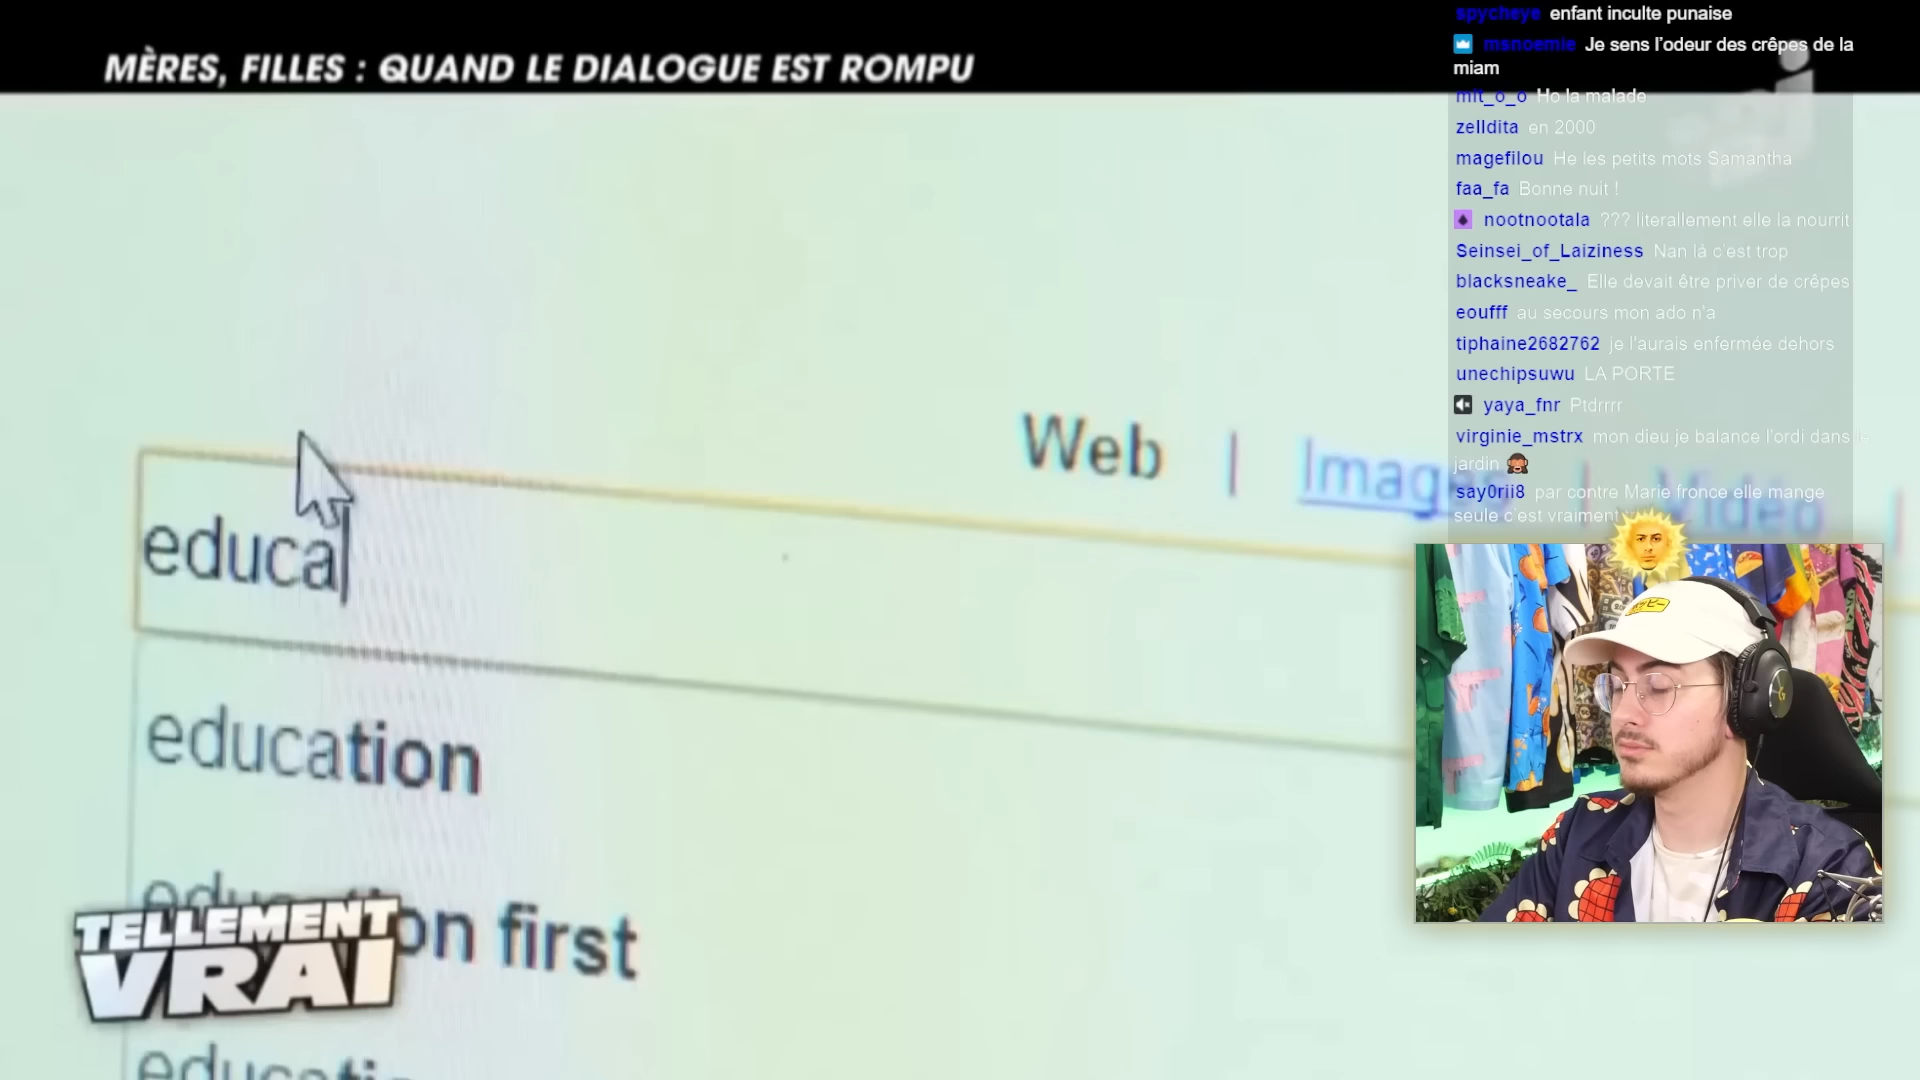 MÈRES, FILLES : QUAND LE DIALOGUE EST ROMPU
spycheye enfant inculte punaise
msnoemie Je sens l'odeur des crêpes de la
miam
mit_o_o Ho la malade
zelldita en 2000
magefilou He les petits mots Samantha
faa_fa Bonne nuit !
nootnootala ??? literallement elle la nourrit
Seinsei_of_Laiziness Nan là c'est trop
blacksneake_ Elle devait être priver de crêpes
eoufff au secours mon ado n'a
tiphaine2682762 je l'aurais enfermée dehors
unechipsuwu LA PORTE
yaya_fnr Ptdrrrr
virginie_mstrx mon dieu je balance l'ordi dans le
jardin
say0rii8 par contre Marie fronce elle mange
seule c'est vraiment
Web | Images | Vidéo |
educa
education
education first
TELLEMENT
VRAI